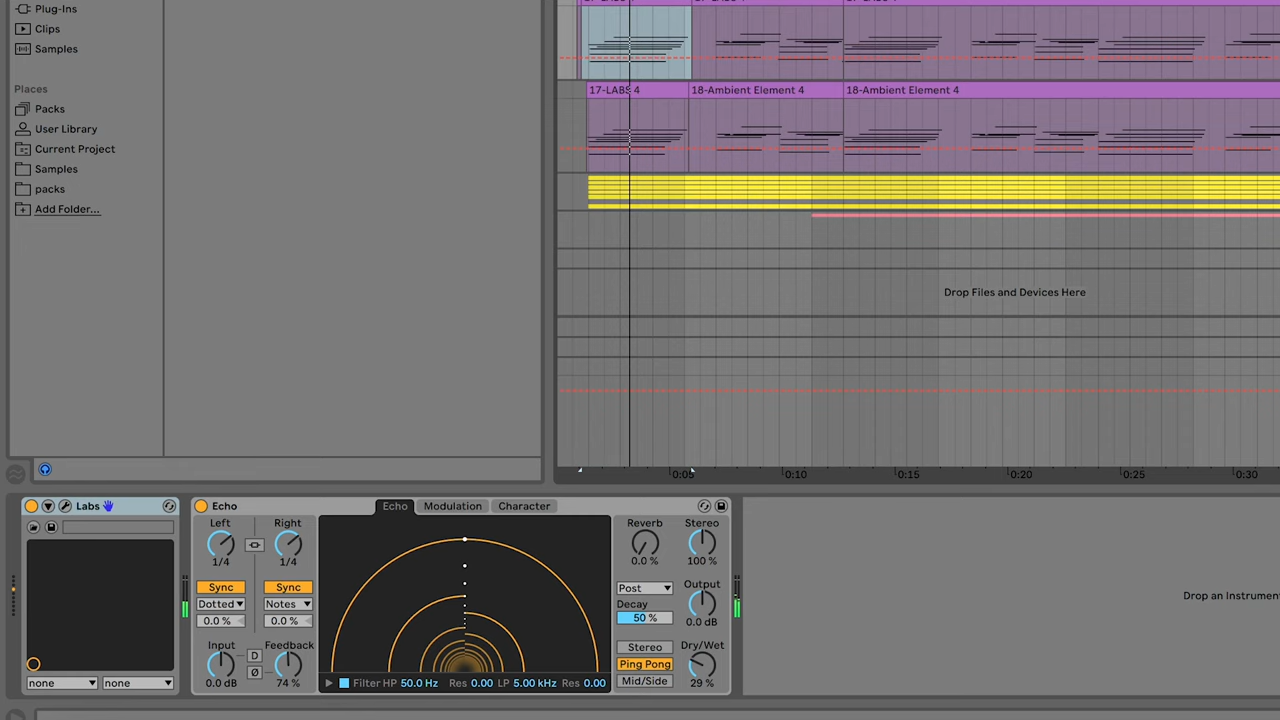 Plug-Ins
Clips
Samples
Places
Packs
User Library
Current Project
Samples
packs
Add Folder...
17-LABS 4
18-Ambient Element 4
18-Ambient Element 4
Drop Files and Devices Here
0:05
0:10
0:15
0:20
0:25
0:30
Labs
none
none
Echo
Echo
Modulation
Character
Left
Right
1/4
1/4
Sync
Sync
Dotted
Notes
0.0 %
0.0 %
Input
D
Feedback
Ø
0.0 dB
74 %
Filter HP 50.0 Hz Res 0.00 LP 5.00 kHz Res 0.00
Reverb
Stereo
0.0 %
100 %
Post
Output
Decay
50 %
0.0 dB
Stereo
Dry/Wet
Ping Pong
Mid/Side
29 %
Drop an Instrument